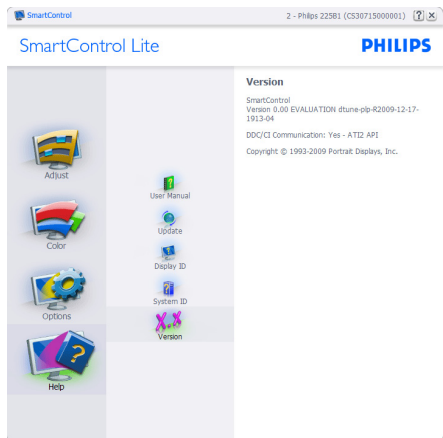 SmartControl
2 - Philips 225B1 (CS30715000001)
? ×
SmartControl Lite
PHILIPS
Adjust
Color
Options
Help
User Manual
Update
Display ID
System ID
X.X
Version
Version
SmartControl
Version 0.00 EVALUATION dtune-plp-R2009-12-17-
1913-04
DDC/CI Communication: Yes - ATI2 API
Copyright © 1993-2009 Portrait Displays, Inc.